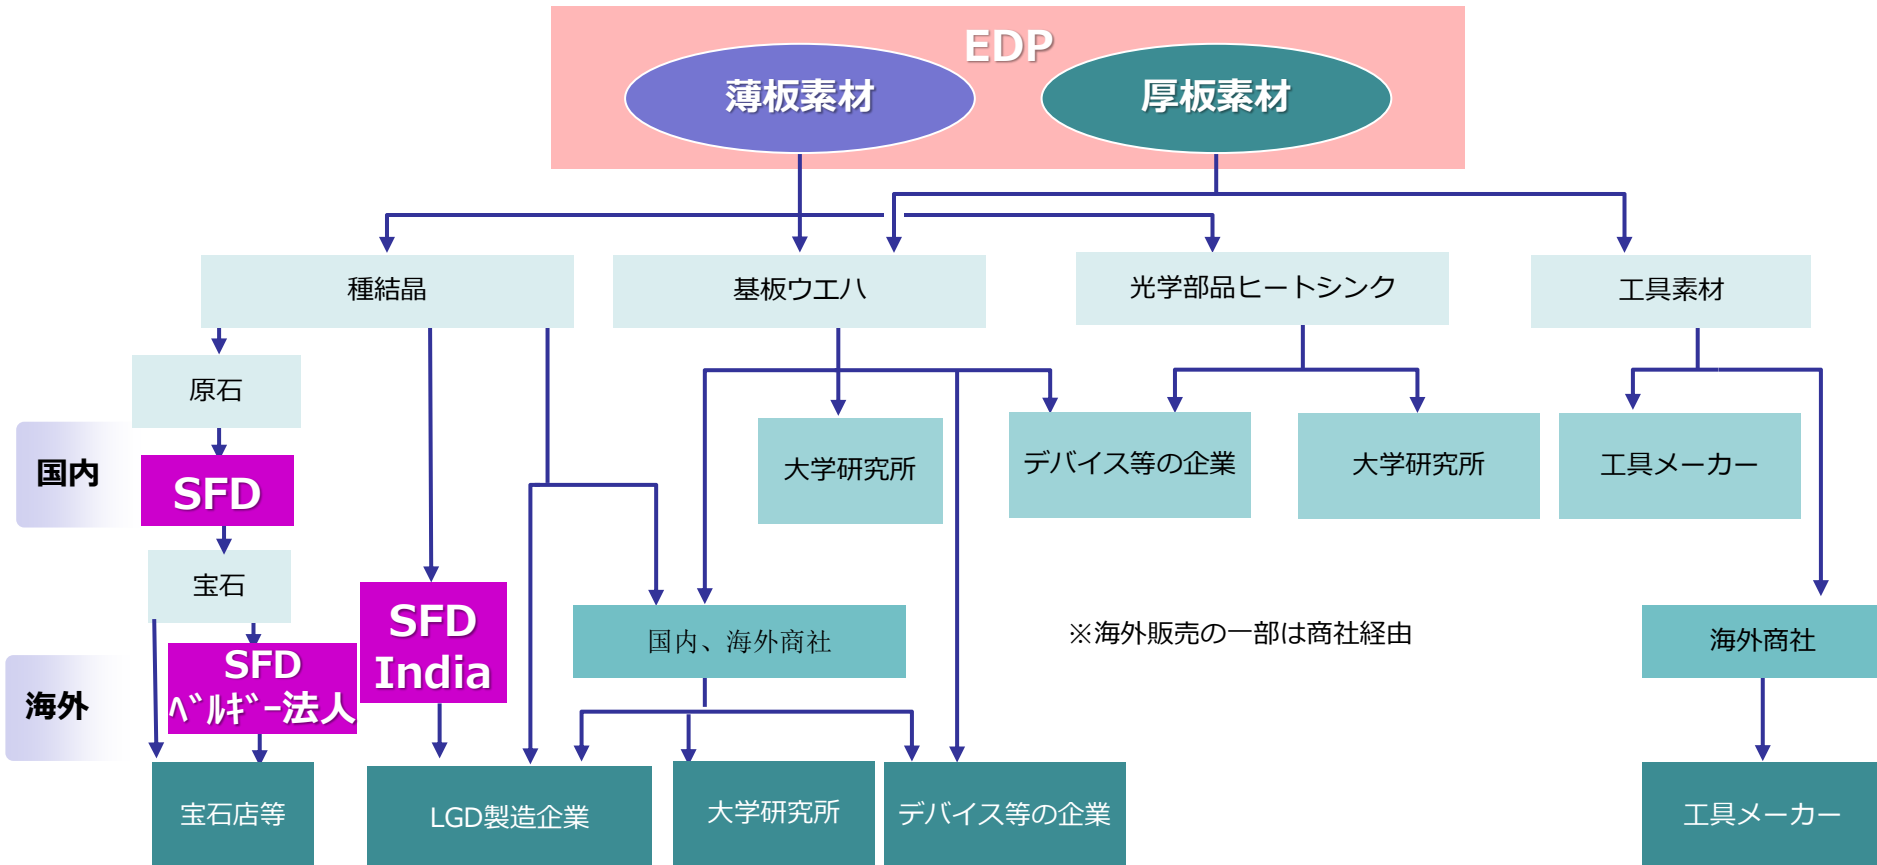 EDP
薄板素材
厚板素材
種結晶
基板ウエハ
光学部品ヒートシンク
工具素材
原石
国内
SFD
大学研究所
デバイス等の企業
大学研究所
工具メーカー
宝石
SFD
India
国内、海外商社
※海外販売の一部は商社経由
海外商社
海外
SFD
ﾍﾞﾙｷﾞｰ法人
宝石店等
LGD製造企業
大学研究所
デバイス等の企業
工具メーカー